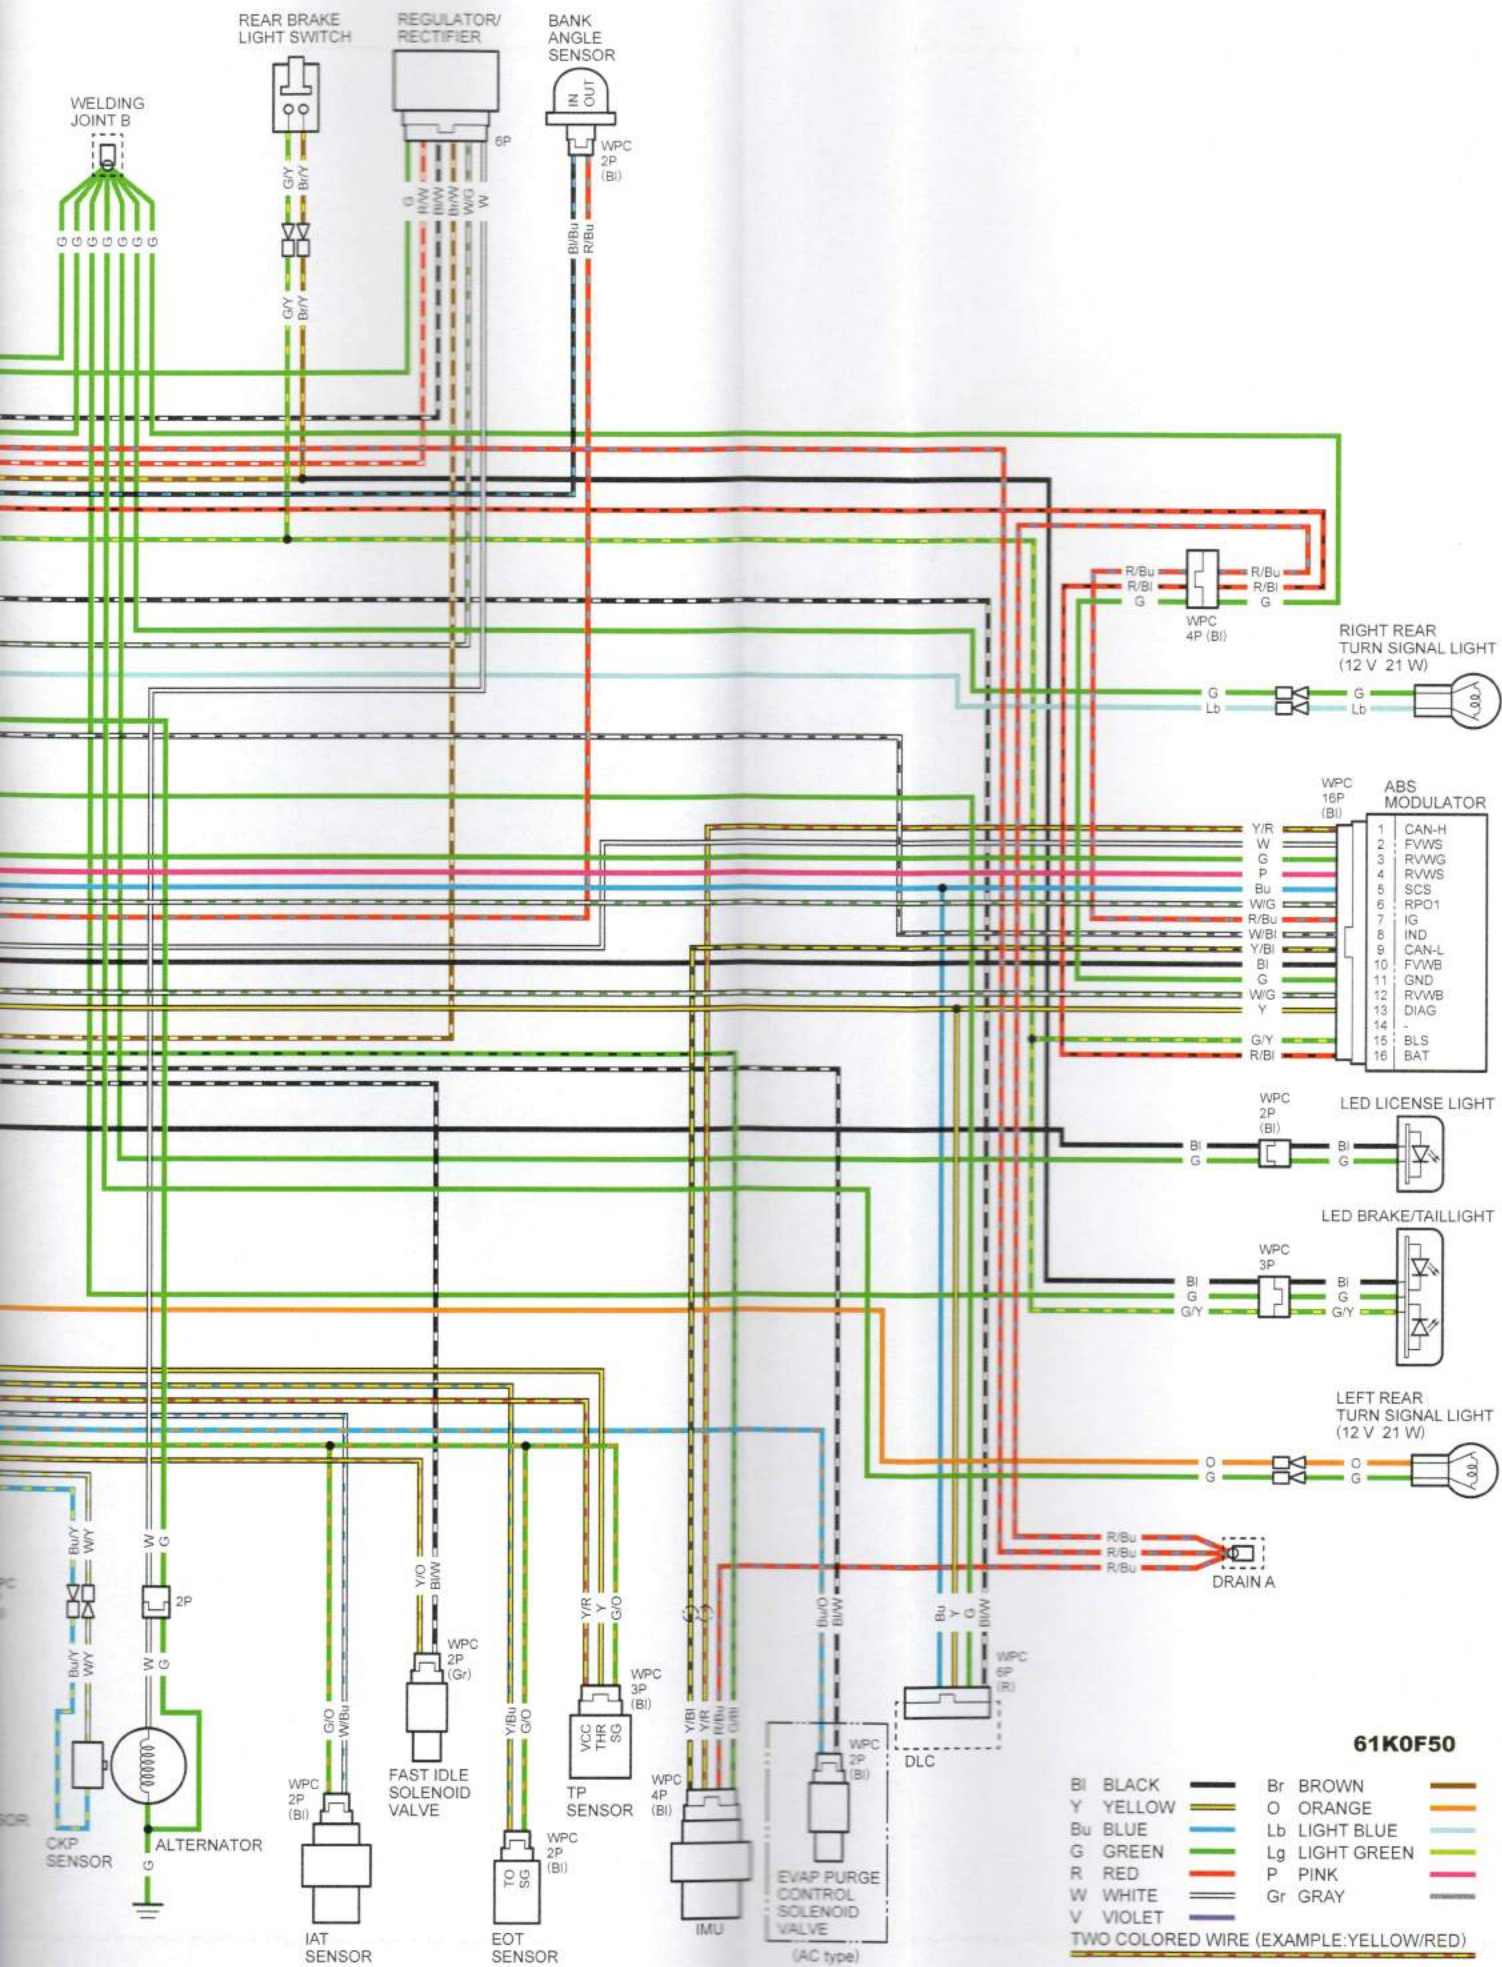 REAR BRAKE
LIGHT SWITCH
REGULATOR/
RECTIFIER
BANK
ANGLE
SENSOR
IN
OUT
WELDING
JOINT B
6P
WPC
2P
(Bl)
G/Y
Br/Y
G
R/W
Bl/W
Br/W
W/G
W
Bl/Bu
R/Bu
G
G
G
G
G
G
G
G/Y
Br/Y
R/Bu
R/Bl
G
R/Bu
R/Bl
G
WPC
4P (Bl)
RIGHT REAR
TURN SIGNAL LIGHT
(12 V 21 W)
G
Lb
G
Lb
WPC
16P
(Bl)
ABS
MODULATOR
Y/R 1 CAN-H
W 2 FVWS
G 3 RVWG
P 4 RVWS
Bu 5 SCS
W/G 6 RPO1
R/Bu 7 IG
W/Bl 8 IND
Y/Bl 9 CAN-L
Bl 10 FVWB
G 11 GND
W/G 12 RVWB
Y 13 DIAG
14 -
G/Y 15 BLS
R/Bl 16 BAT
WPC
2P
(Bl)
LED LICENSE LIGHT
Bl
G
Bl
G
LED BRAKE/TAILLIGHT
WPC
3P
Bl
G
G/Y
Bl
G
G/Y
LEFT REAR
TURN SIGNAL LIGHT
(12 V 21 W)
O
G
O
G
R/Bu
R/Bu
R/Bu
DRAIN A
Bu/Y
W/Y
W
G
2P
Bu/Y
W/Y
W
G
CKP
SENSOR
ALTERNATOR
G
G/O
W/Bu
WPC
2P
(Bl)
IAT
SENSOR
Y/O
Bl/W
WPC
2P
(Gr)
FAST IDLE
SOLENOID
VALVE
Y/Bu
G/O
WPC
2P
(Bl)
TO
SG
EOT
SENSOR
Y/R
Y
G/O
WPC
3P
(Bl)
VCC
THR
SG
TP
SENSOR
Y/Bl
Y/R
R/Bu
G/Bl
WPC
4P
(Bl)
IMU
Bu/O
Bl/W
WPC
2P
(Bl)
EVAP PURGE
CONTROL
SOLENOID
VALVE
(AC type)
Bu
Y
G
Bl/W
WPC
6P
(R)
DLC
61K0F50
Bl BLACK
Y YELLOW
Bu BLUE
G GREEN
R RED
W WHITE
V VIOLET
Br BROWN
O ORANGE
Lb LIGHT BLUE
Lg LIGHT GREEN
P PINK
Gr GRAY
TWO COLORED WIRE (EXAMPLE:YELLOW/RED)